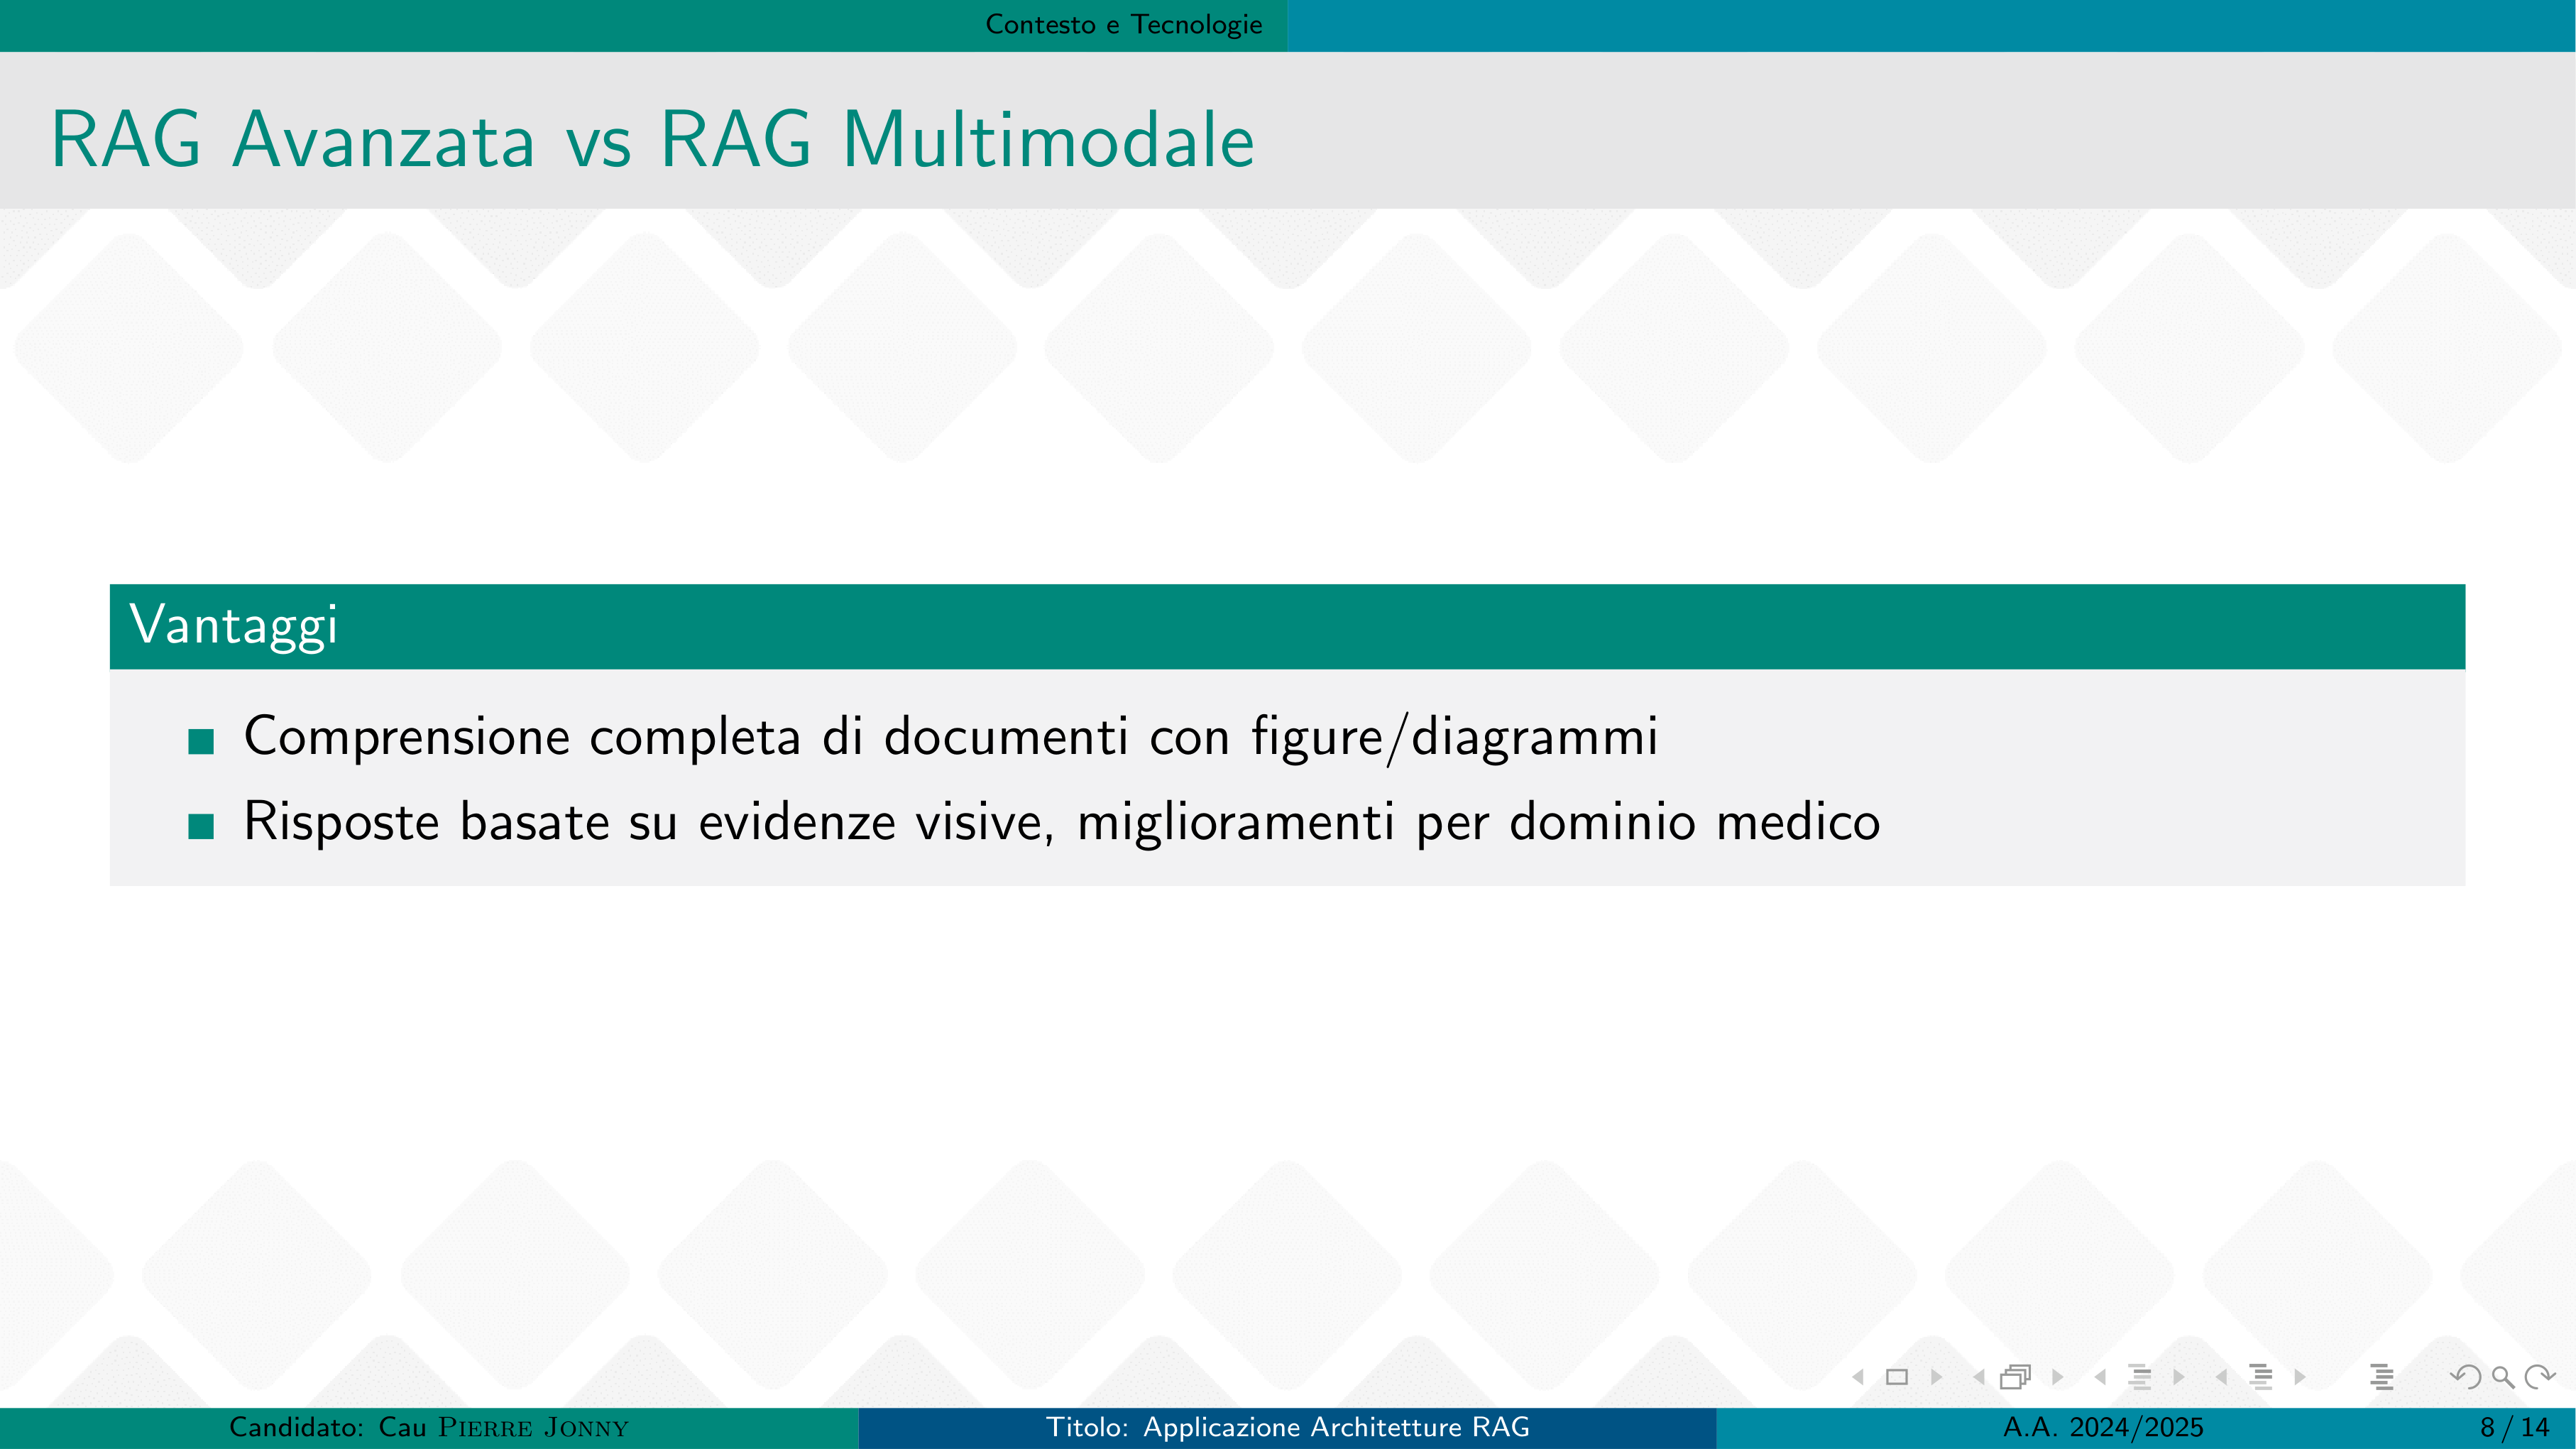 Contesto e Tecnologie
RAG Avanzata vs RAG Multimodale
Vantaggi
Comprensione completa di documenti con figure/diagrammi
Risposte basate su evidenze visive, miglioramenti per dominio medico
Candidato: Cau Pierre Jonny
Titolo: Applicazione Architetture RAG
A.A. 2024/2025
8 / 14